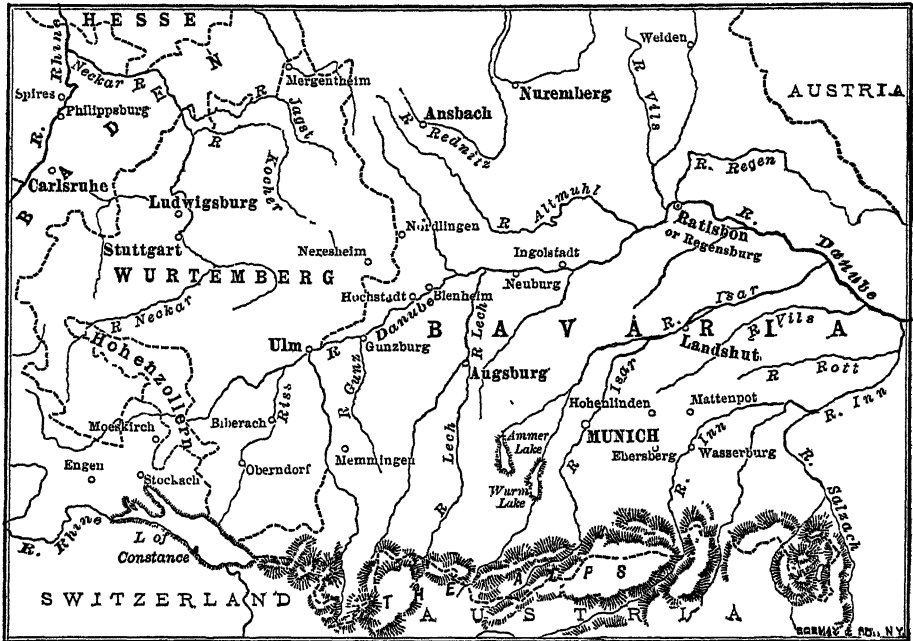 HESSE
R. Rhine
Neckar R
BADEN
Spires
Philippsburg
Carlsruhe
Mergentheim
R Jagst
R Kocher
Ansbach
R Rednitz
Nuremberg
Weiden
R Vils
AUSTRIA
R. Regen
Ludwigsburg
Stuttgart
WURTEMBERG
Neresheim
Nordlingen
R Altmuhl
Ratisbon
or Regensburg
R. Danube
Ingolstadt
Neuburg
Hochstadt
Blenheim
R Neckar
Hohenzollern
Ulm
R Danube
Gunzburg
R Gunz
R Lech
BAVARIA
R. Isar
R Vils
Landshut
R Rott
R. Inn
Augsburg
Biberach
Riss
Moeskirch
Engen
Stockach
Oberndorf
Memmingen
R Lech
Ammer
Lake
Wurm
Lake
R Isar
Hohenlinden
MUNICH
Ebersberg
Mattenpot
R. Inn
Wasserburg
R. Salzach
R. Rhine
L of
Constance
SWITZERLAND
THE ALPS
AUSTRIA
BORMAY & CO., N.Y.